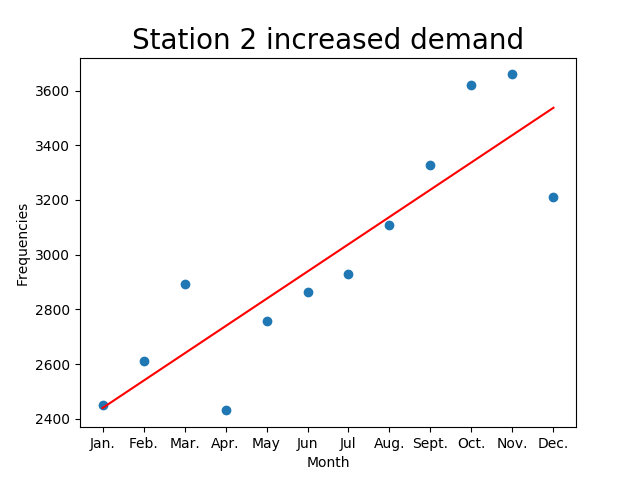 Station 2 increased demand
3600
3400
3200
3000
2800
2600
2400
Frequencies
Jan. Feb. Mar. Apr. May Jun Jul Aug. Sept. Oct. Nov. Dec.
Month